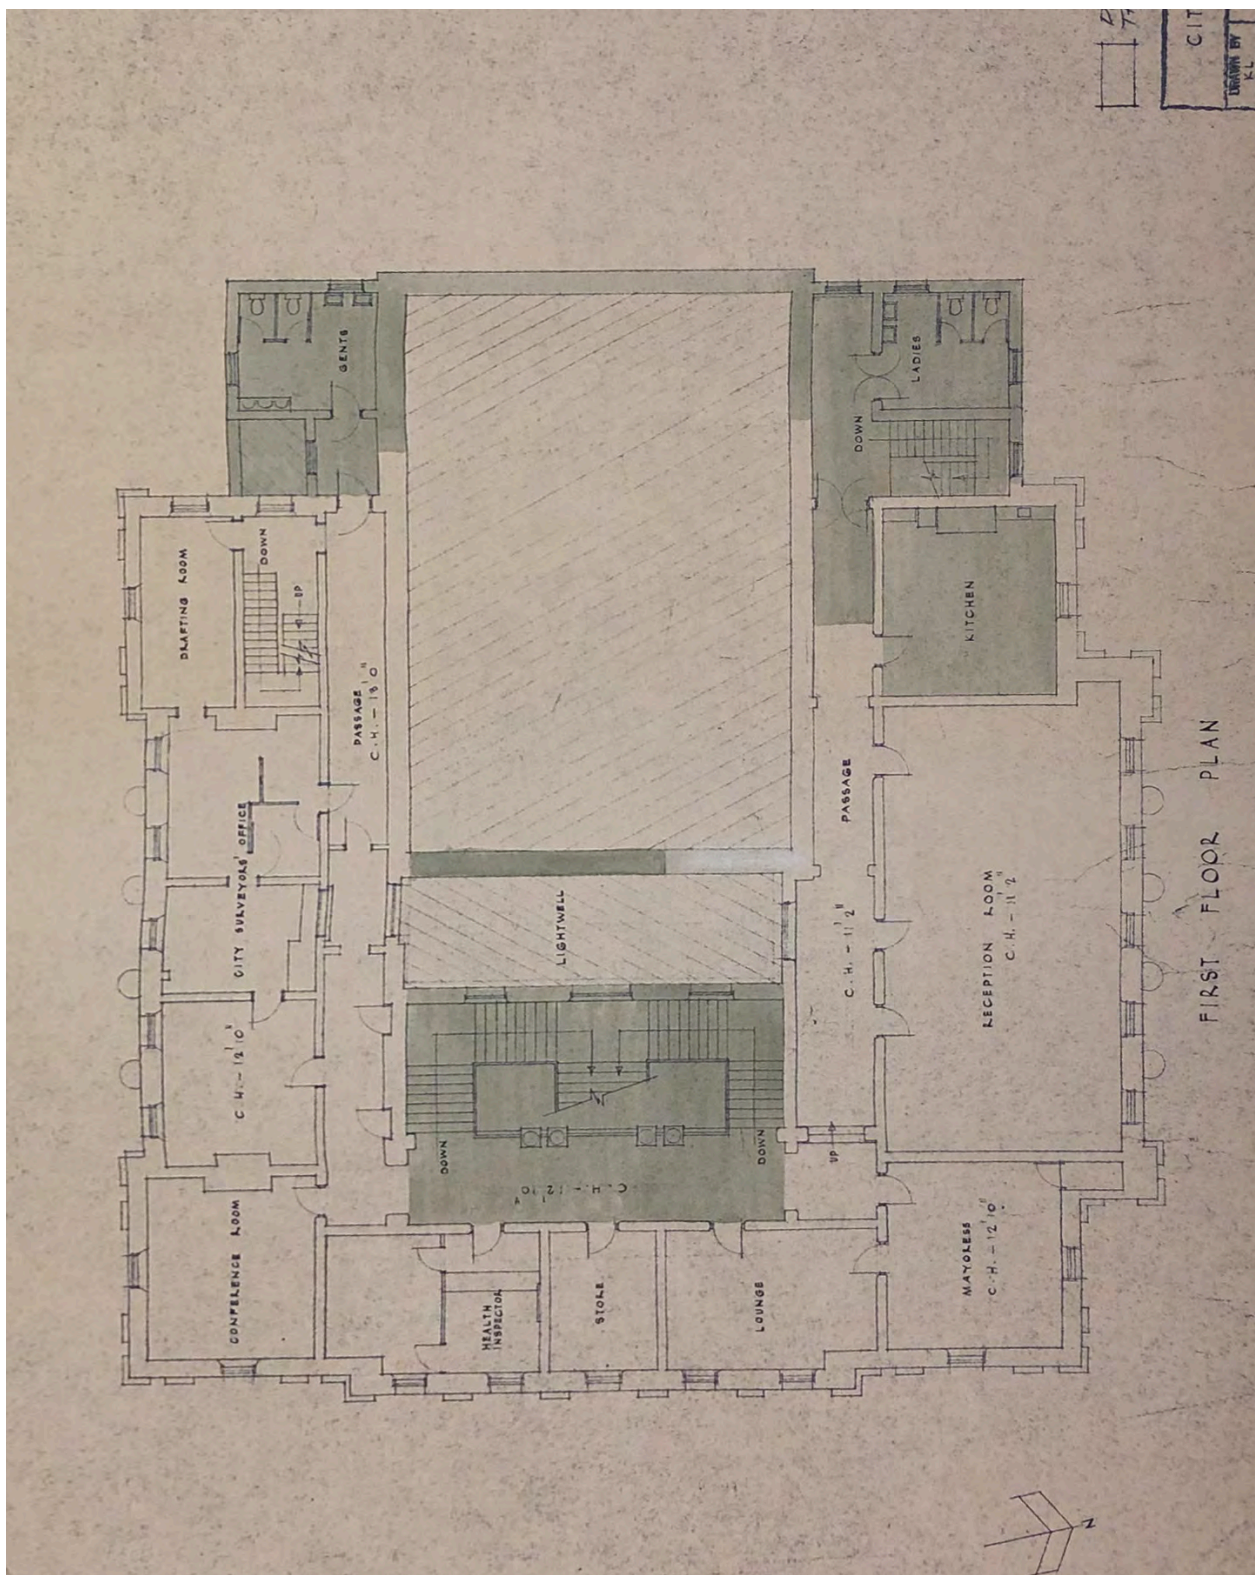 CIT
DRAWN BY
KL
GENTS
LADIES
DOWN
DRAFTING ROOM
DOWN
UP
KITCHEN
PASSAGE
C.H. - 13'0"
PASSAGE
C.H. - 11'2"
CITY SURVEYORS' OFFICE
C.H. - 12'10"
LIGHTWELL
RECEPTION ROOM
C.H. - 11'2"
FIRST FLOOR PLAN
DOWN
DOWN
C.H. - 12'10"
UP
CONFERENCE ROOM
HEALTH
INSPECTOR
STORE
LOUNGE
MAYORESS
C.H. - 12'10"
N